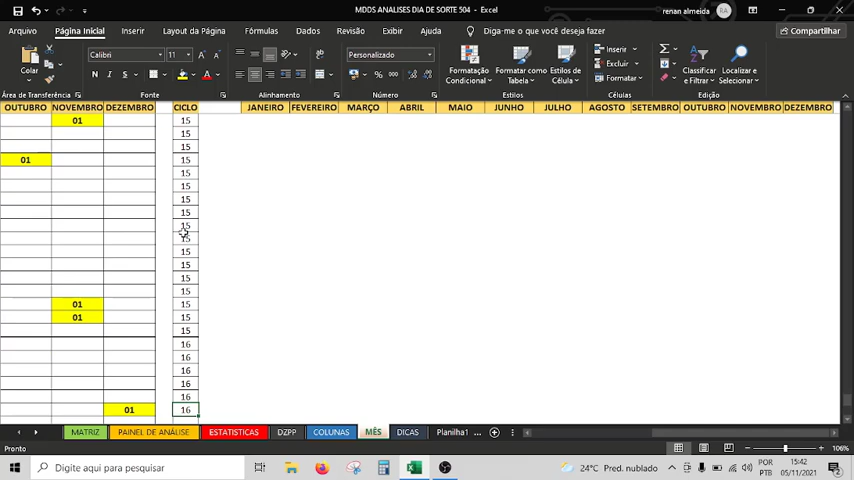 MDDS ANALISES DIA DE SORTE 504 - Excel
renan almeida RA
Arquivo Página Inicial Inserir Layout da Página Fórmulas Dados Revisão Exibir Ajuda Diga-me o que você deseja fazer Compartilhar
Colar
Calibri 11
N I S
Personalizado
% 000
Formatação Condicional
Formatar como Tabela
Estilos de Célula
Inserir
Excluir
Formatar
Classificar e Filtrar
Localizar e Selecionar
Área de Transferência Fonte Alinhamento Número Estilos Células Edição
OUTUBRO NOVEMBRO DEZEMBRO CICLO JANEIRO FEVEREIRO MARÇO ABRIL MAIO JUNHO JULHO AGOSTO SETEMBRO OUTUBRO NOVEMBRO DEZEMBRO
01 15
15
15
01 15
15
15
15
15
15
15
15
15
15
15
01 15
01 15
15
16
16
16
16
16
01 16
MATRIZ PAINEL DE ANÁLISE ESTATISTICAS DZPP COLUNAS MÊS DICAS Planilha1 ...
Pronto 106%
Digite aqui para pesquisar
24°C Pred. nublado
POR
PTB
15:42
05/11/2021
2